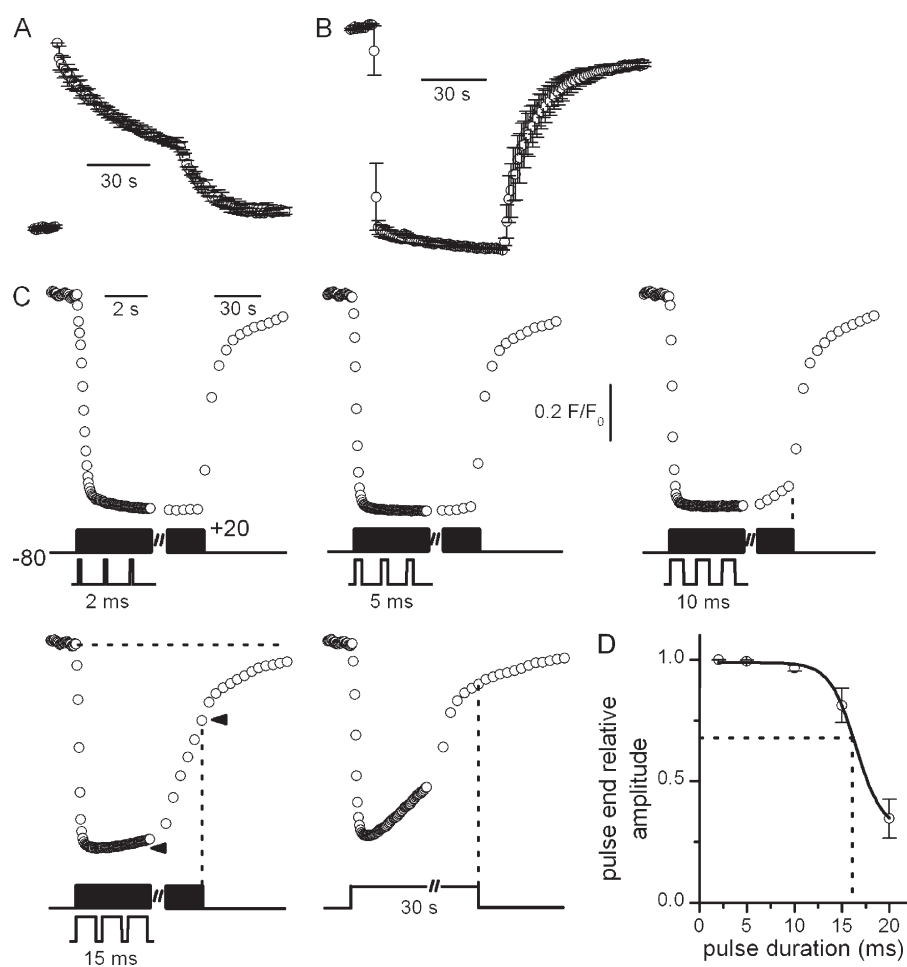 A
B
30 s
30 s
C
2 s
30 s
0.2 F/F0
+20
-80
2 ms
5 ms
10 ms
D
1.0
0.5
0.0
pulse end relative
amplitude
0 5 10 15 20
pulse duration (ms)
30 s
15 ms